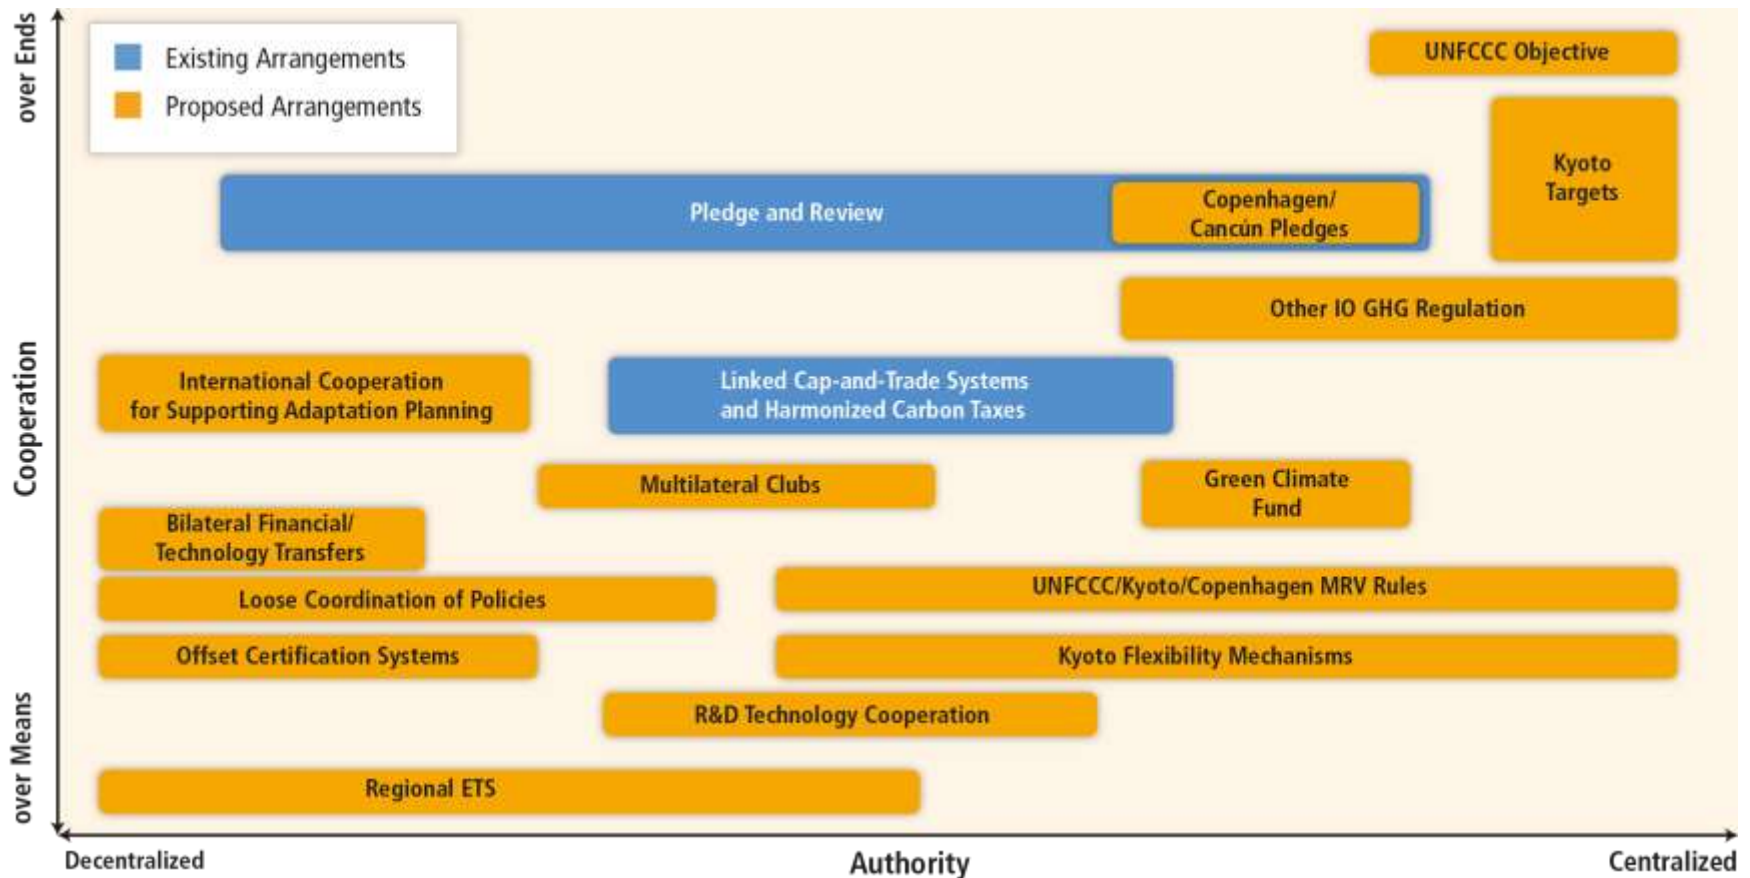 over Ends
Cooperation
over Means
Existing Arrangements
Proposed Arrangements
UNFCCC Objective
Kyoto
Targets
Pledge and Review
Copenhagen/
Cancún Pledges
Other IO GHG Regulation
International Cooperation
for Supporting Adaptation Planning
Linked Cap-and-Trade Systems
and Harmonized Carbon Taxes
Multilateral Clubs
Green Climate
Fund
Bilateral Financial/
Technology Transfers
Loose Coordination of Policies
UNFCCC/Kyoto/Copenhagen MRV Rules
Offset Certification Systems
Kyoto Flexibility Mechanisms
R&D Technology Cooperation
Regional ETS
Decentralized
Authority
Centralized